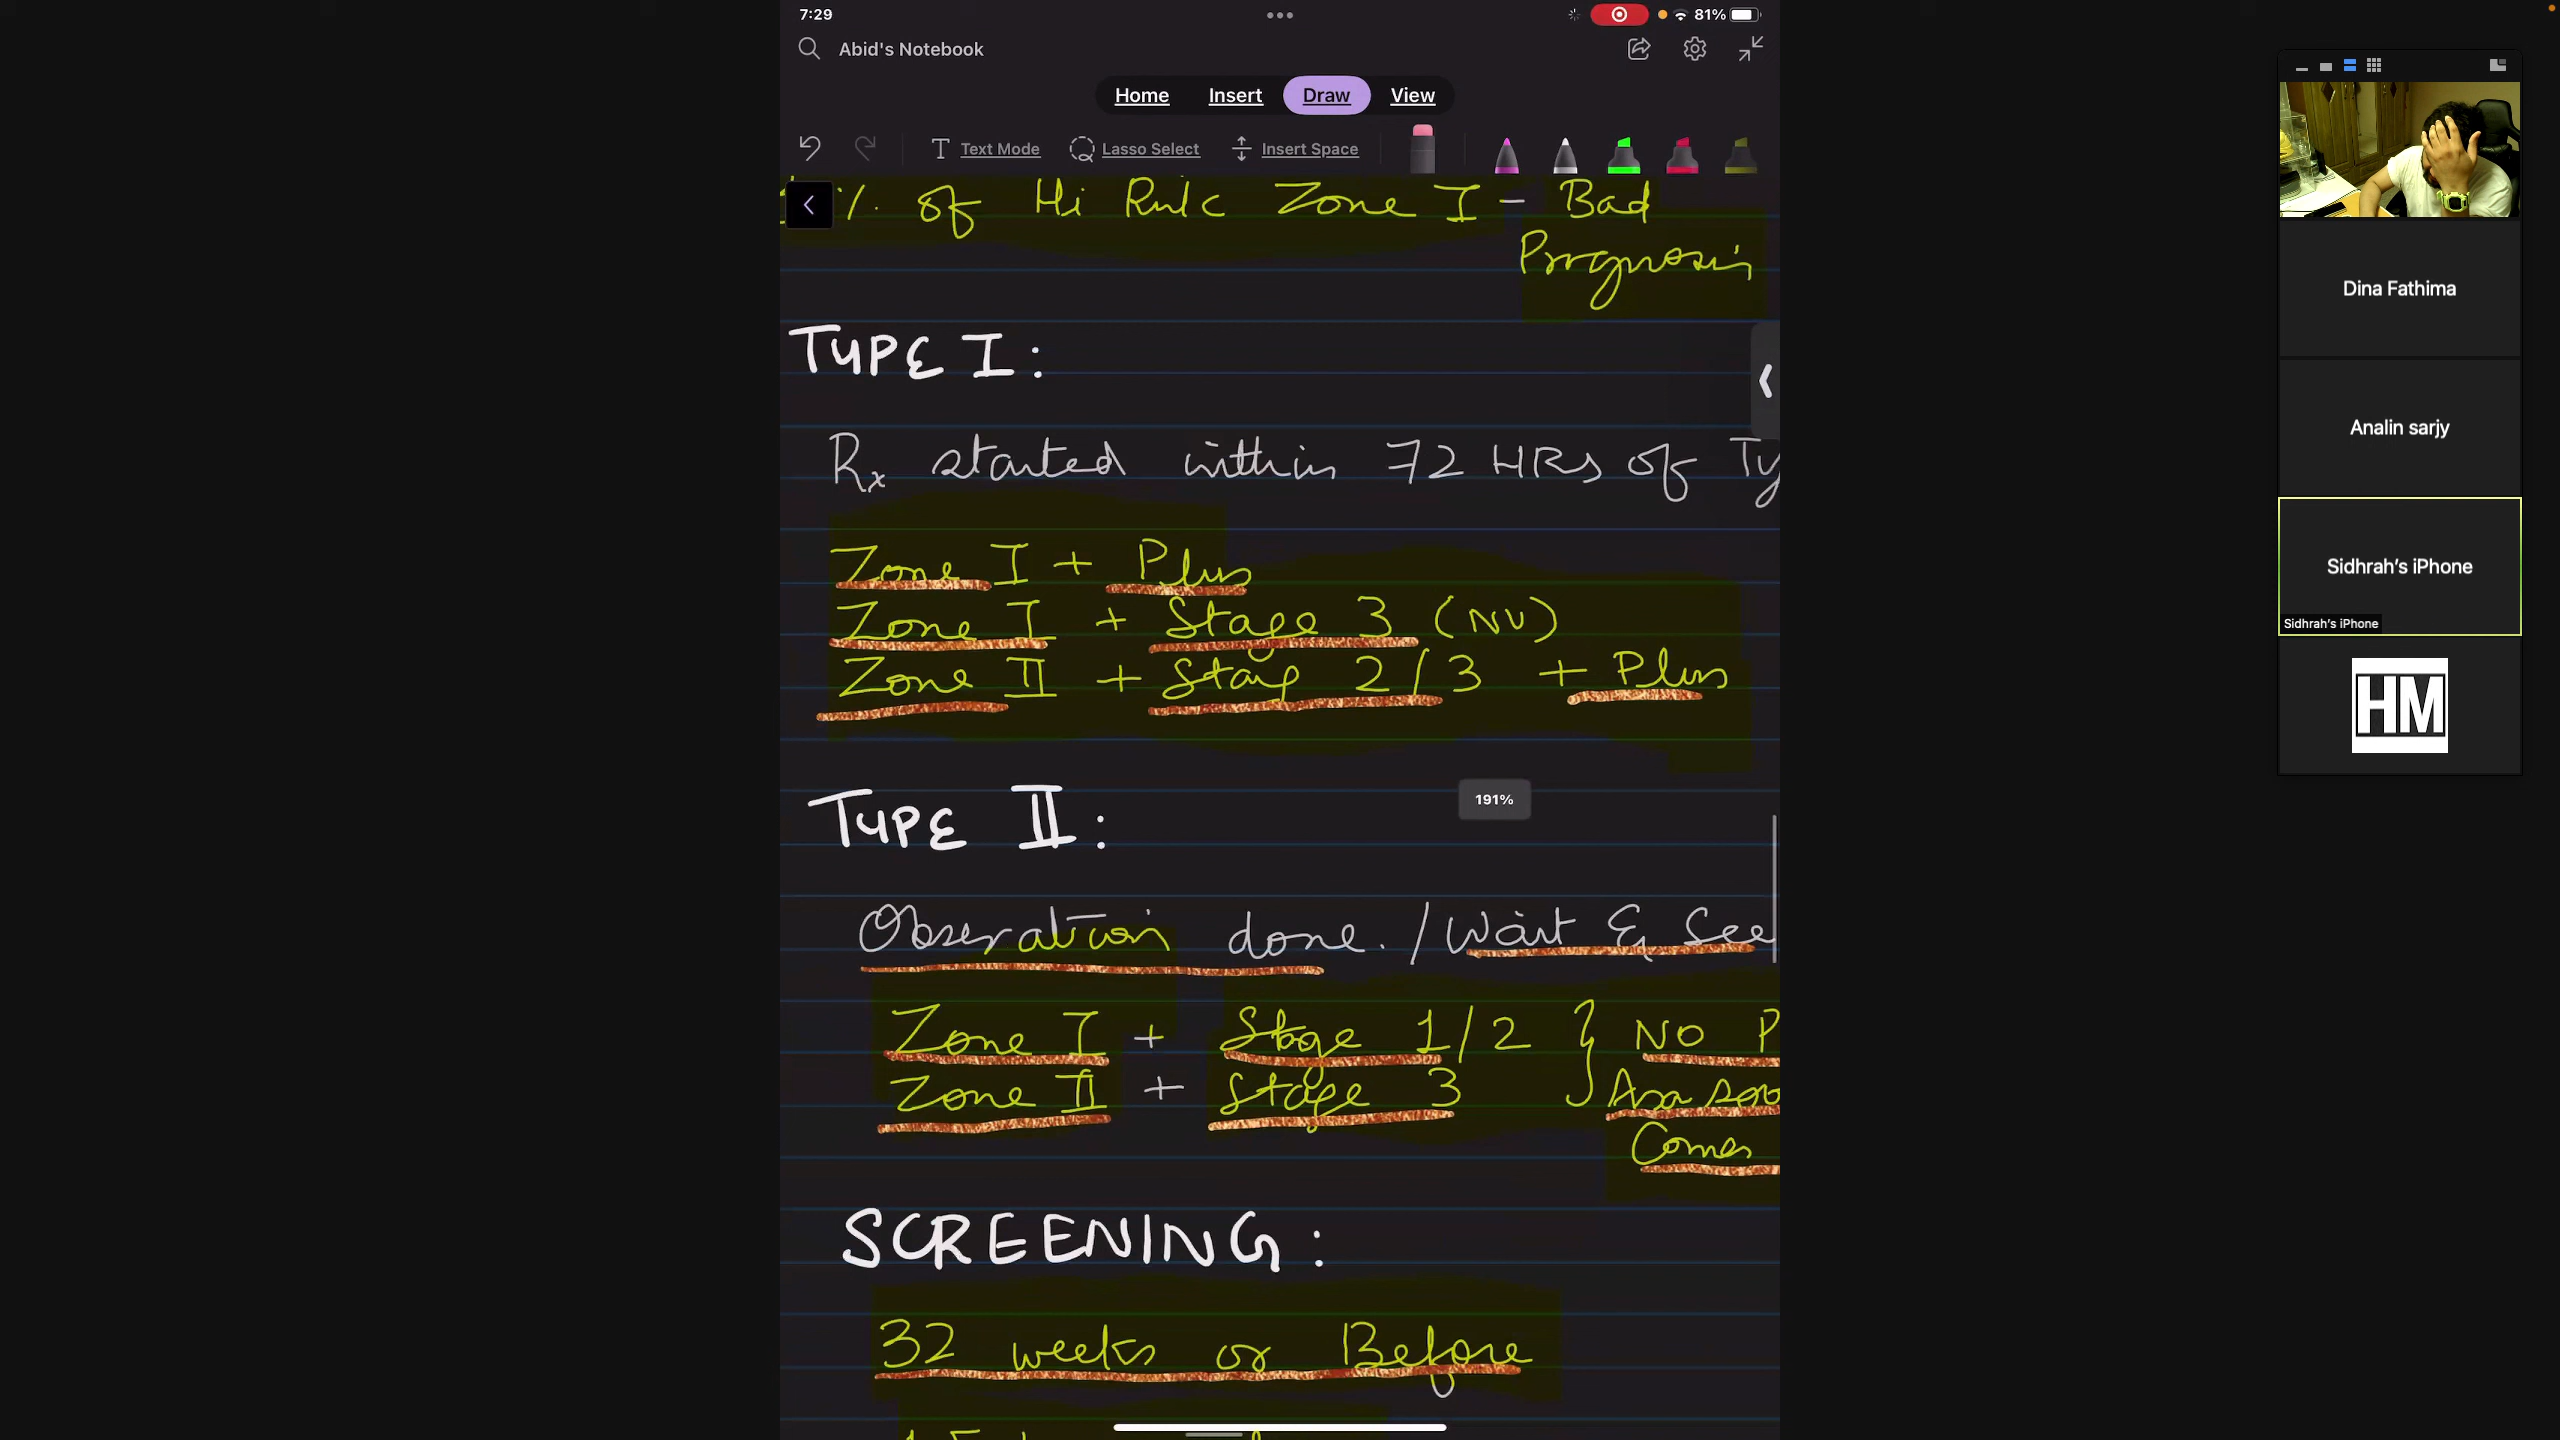 7:29
81%
Abid's Notebook
Home Insert Draw View
Text Mode Lasso Select Insert Space
% of Hi Risk Zone I - Bad
Prognosis
TYPE I:
Rx started within 72 HRs of Ty
Zone I + Plus
Zone I + Stage 3 (NV)
Zone II + Stage 2/3 + Plus
191%
TYPE II:
Observation done. / Wait & See
Zone I + Stage 1/2 } NO P
Zone II + Stage 3 As a soo
Comes
SCREENING:
32 weeks or Before
Dina Fathima
Analin sarjy
Sidhrah's iPhone
Sidhrah's iPhone
HM